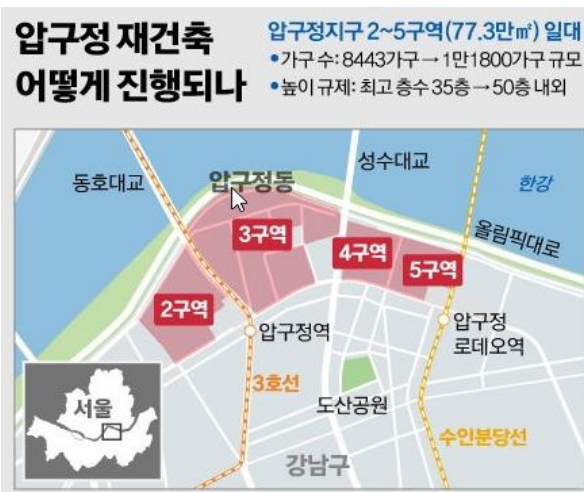 압구정 재건축
어떻게 진행되나
압구정지구 2~5구역(77.3만㎡) 일대
•가구 수: 8443가구 → 1만1800가구 규모
•높이 규제: 최고 층수 35층 → 50층 내외
동호대교
압구정동
성수대교
한강
올림픽대로
3구역
4구역
5구역
2구역
압구정역
압구정
로데오역
3호선
도산공원
서울
수인분당선
강남구